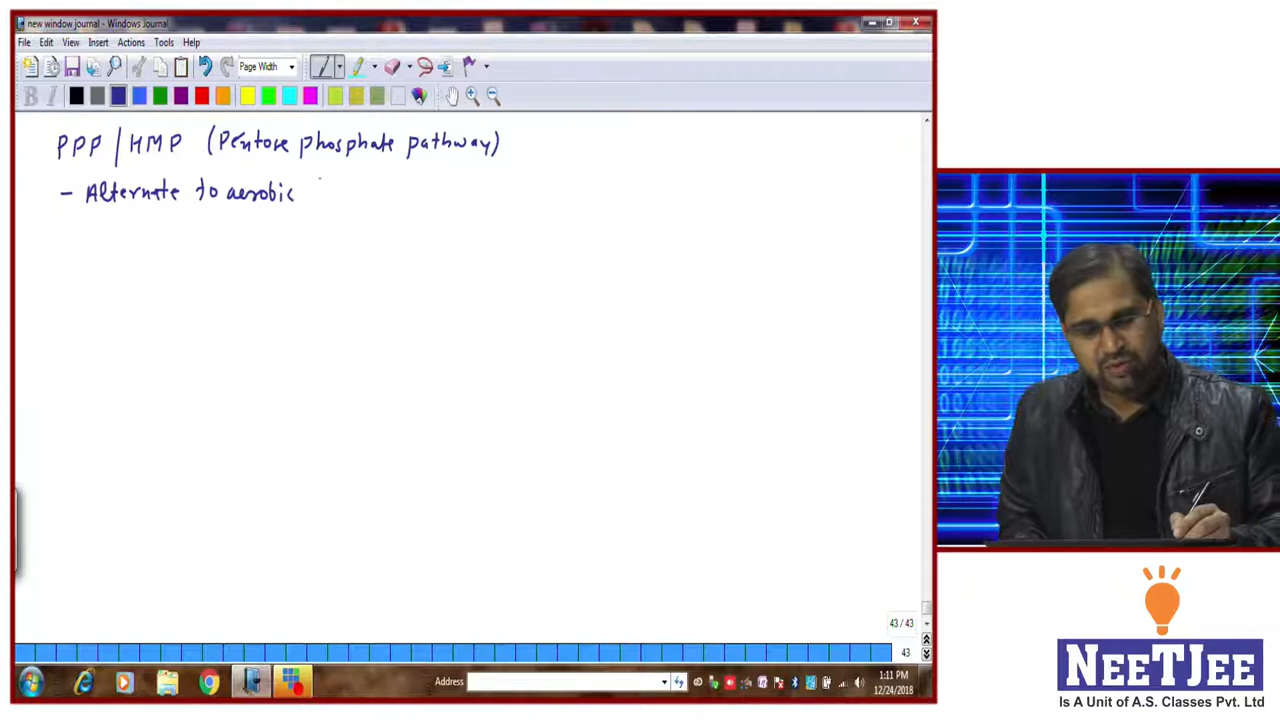 new window journal - Windows Journal
File Edit View Insert Actions Tools Help
Page Width
B I
PPP / HMP (Pentose phosphate pathway)
- Alternate to aerobic
43 / 43
43
Address
1:11 PM
12/24/2018
NEETJEE
IS A Unit of A.S. Classes Pvt. Ltd